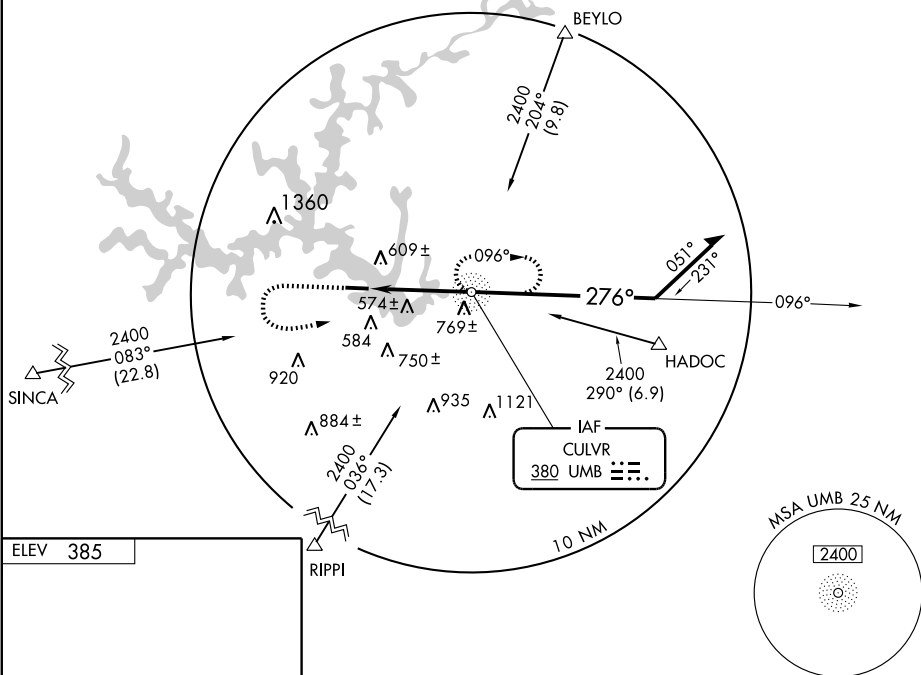 BEYLO
2400
204°
(9.8)
1360
609±
096°
051°
231°
276°
096°
574±
769±
584
750±
920
HADOC
2400
290° (6.9)
2400
083°
(22.8)
SINCA
935
1121
884±
2400
036°
(17.3)
IAF
CULVR
380 UMB
10 NM
RIPPI
ELEV 385
MSA UMB 25 NM
2400